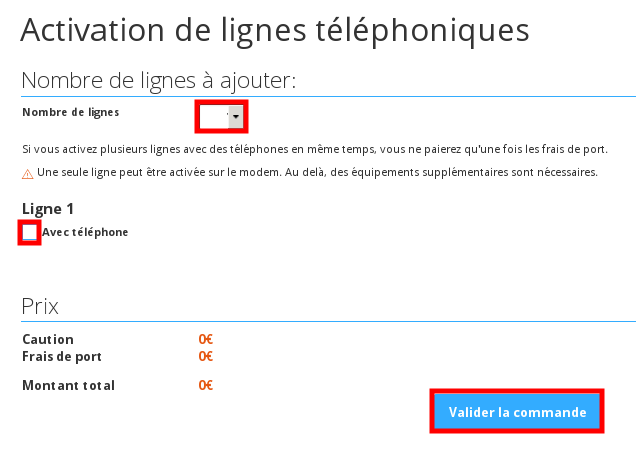 Activation de lignes téléphoniques
Nombre de lignes à ajouter:
Nombre de lignes
Si vous activez plusieurs lignes avec des téléphones en même temps, vous ne paierez qu'une fois les frais de port.
Une seule ligne peut être activée sur le modem. Au delà, des équipements supplémentaires sont nécessaires.
Ligne 1
Avec téléphone
Prix
Caution 0€
Frais de port 0€
Montant total 0€
Valider la commande